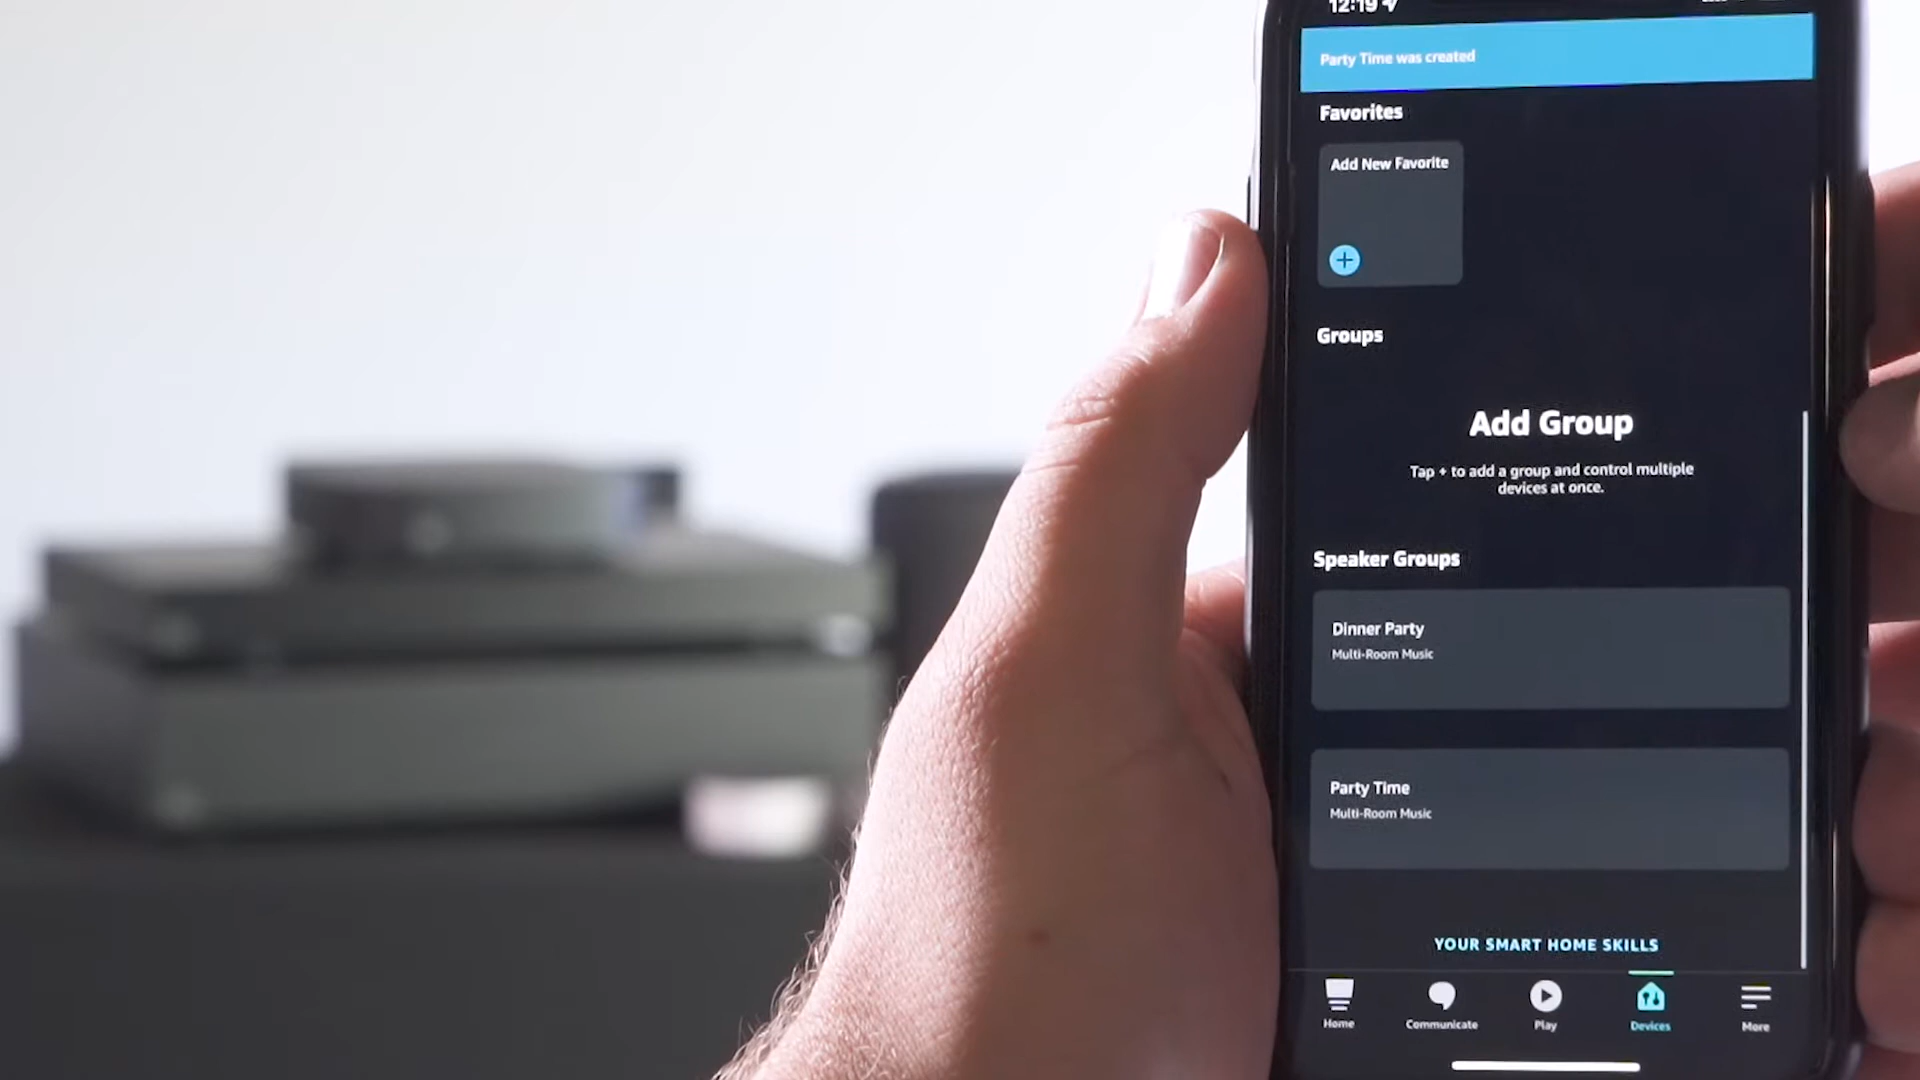 12:19
Party Time was created
Favorites
Add New Favorite
Groups
Add Group
Tap + to add a group and control multiple
devices at once.
Speaker Groups
Dinner Party
Multi-Room Music
Party Time
Multi-Room Music
YOUR SMART HOME SKILLS
Home
Communicate
Play
Devices
More